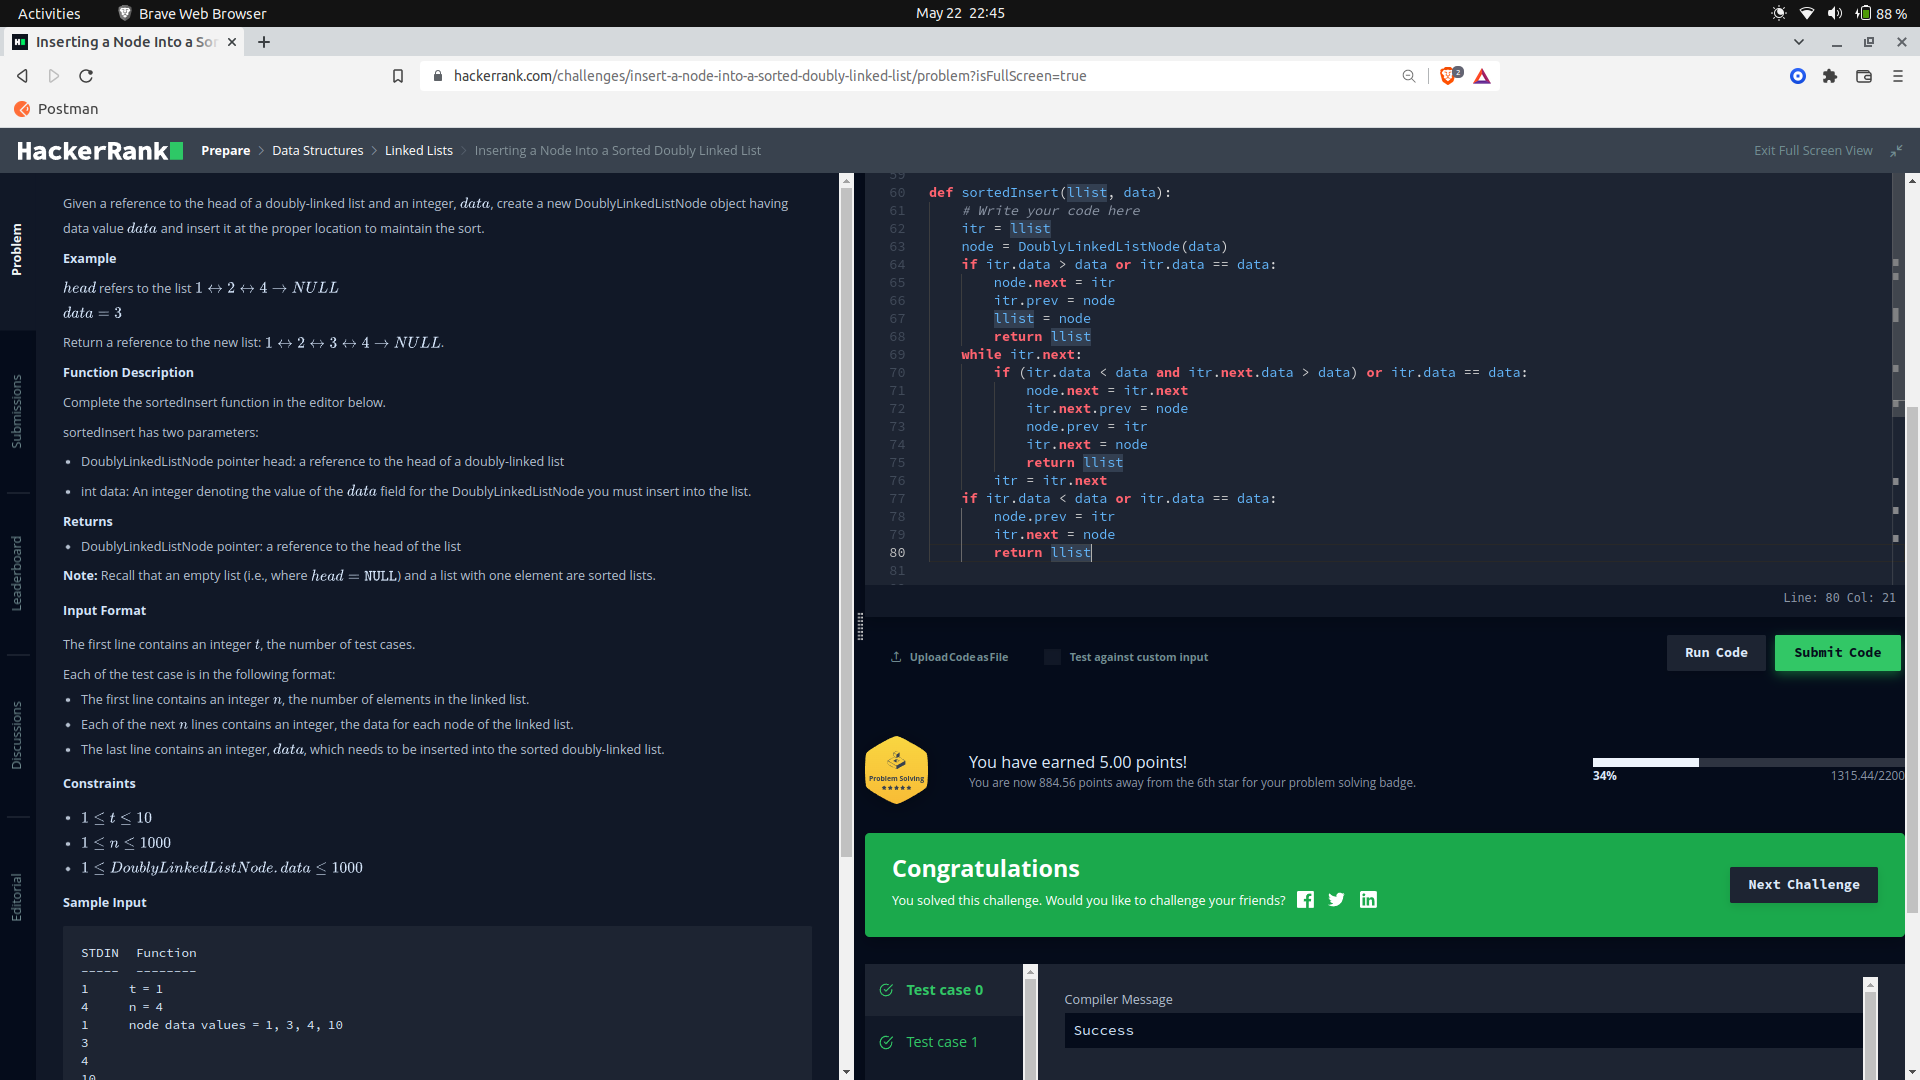 Activities
Brave Web Browser
May 22 22:45
88 %
Inserting a Node Into a Sor
hackerrank.com/challenges/insert-a-node-into-a-sorted-doubly-linked-list/problem?isFullScreen=true
2
Postman
HackerRank
Prepare > Data Structures > Linked Lists > Inserting a Node Into a Sorted Doubly Linked List
Exit Full Screen View
Problem
Submissions
Leaderboard
Discussions
Editorial
Given a reference to the head of a doubly-linked list and an integer, data, create a new DoublyLinkedListNode object having
data value data and insert it at the proper location to maintain the sort.
Example
head refers to the list 1 ↔ 2 ↔ 4 → NULL
data = 3
Return a reference to the new list: 1 ↔ 2 ↔ 3 ↔ 4 → NULL.
Function Description
Complete the sortedInsert function in the editor below.
sortedInsert has two parameters:
• DoublyLinkedListNode pointer head: a reference to the head of a doubly-linked list
• int data: An integer denoting the value of the data field for the DoublyLinkedListNode you must insert into the list.
Returns
• DoublyLinkedListNode pointer: a reference to the head of the list
Note: Recall that an empty list (i.e., where head = NULL) and a list with one element are sorted lists.
Input Format
The first line contains an integer t, the number of test cases.
Each of the test case is in the following format:
• The first line contains an integer n, the number of elements in the linked list.
• Each of the next n lines contains an integer, the data for each node of the linked list.
• The last line contains an integer, data, which needs to be inserted into the sorted doubly-linked list.
Constraints
• 1 ≤ t ≤ 10
• 1 ≤ n ≤ 1000
• 1 ≤ DoublyLinkedListNode.data ≤ 1000
Sample Input
STDIN Function
----- --------
1 t = 1
4 n = 4
1 node data values = 1, 3, 4, 10
3
4
10
59
60 def sortedInsert(llist, data):
61 # Write your code here
62 itr = llist
63 node = DoublyLinkedListNode(data)
64 if itr.data > data or itr.data == data:
65 node.next = itr
66 itr.prev = node
67 llist = node
68 return llist
69 while itr.next:
70 if (itr.data < data and itr.next.data > data) or itr.data == data:
71 node.next = itr.next
72 itr.next.prev = node
73 node.prev = itr
74 itr.next = node
75 return llist
76 itr = itr.next
77 if itr.data < data or itr.data == data:
78 node.prev = itr
79 itr.next = node
80 return llist
81
Line: 80 Col: 21
Upload Code as File
Test against custom input
Run Code
Submit Code
Problem Solving
You have earned 5.00 points!
You are now 884.56 points away from the 6th star for your problem solving badge.
34%
1315.44/2200
Congratulations
You solved this challenge. Would you like to challenge your friends?
Next Challenge
Test case 0
Test case 1
Compiler Message
Success